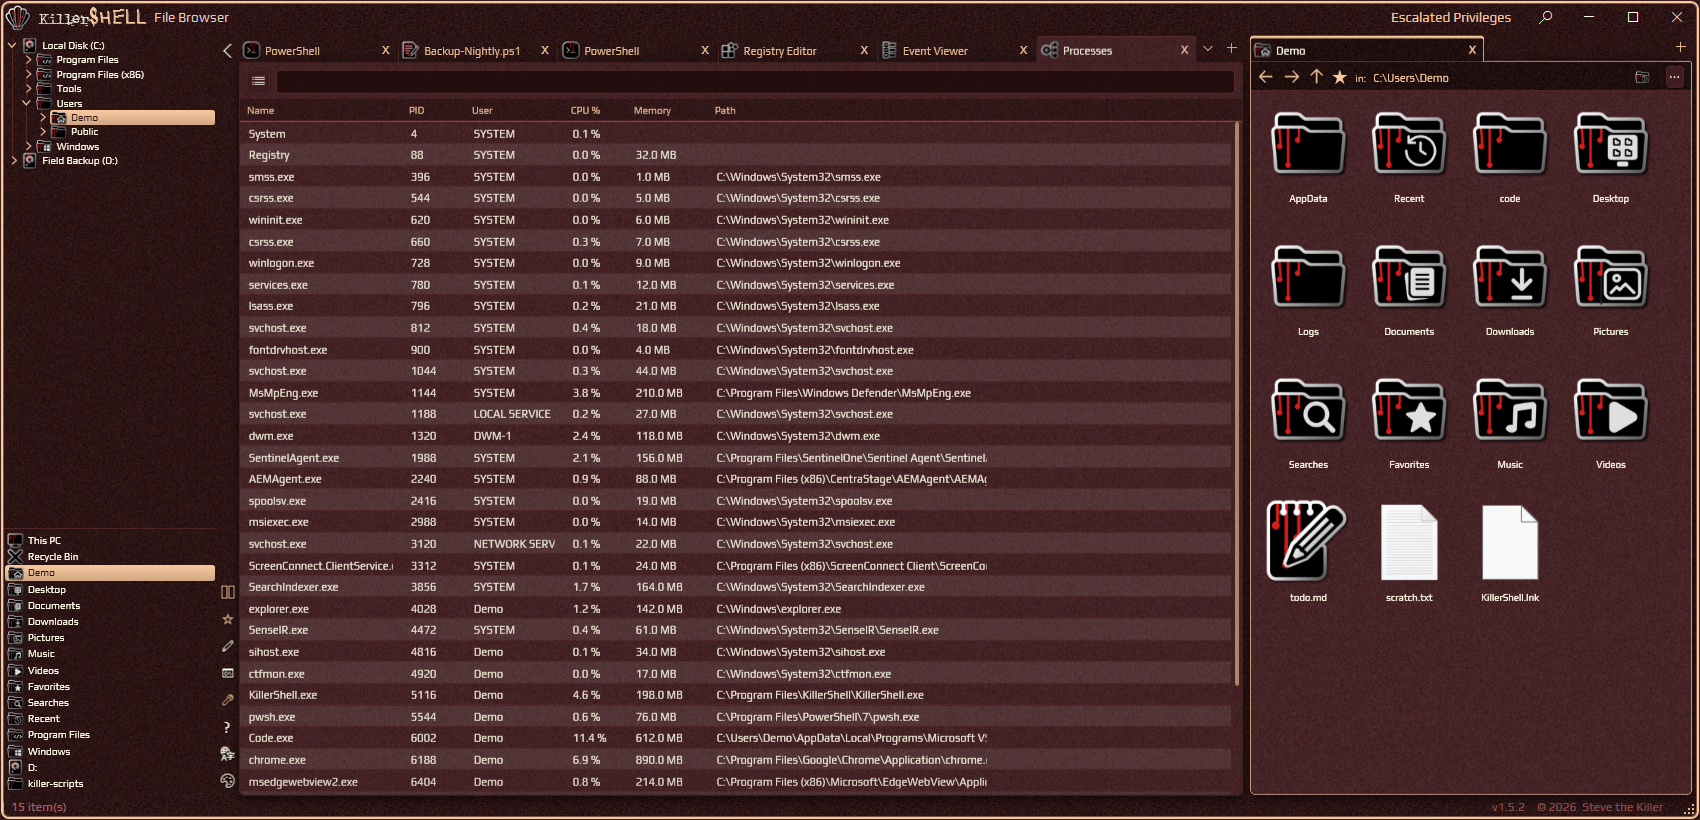 KillerSHELL File Browser
Escalated Privileges
Local Disk (C:)
Program Files
Program Files (x86)
Tools
Users
Demo
Public
Windows
Field Backup (D:)
This PC
Recycle Bin
Demo
Desktop
Documents
Downloads
Pictures
Music
Videos
Favorites
Searches
Recent
Program Files
Windows
D:
killer-scripts
15 item(s)
PowerShell X Backup-Nightly.ps1 X PowerShell X Registry Editor X Event Viewer X Processes X
Name PID User CPU % Memory Path
System 4 SYSTEM 0.1 %
Registry 88 SYSTEM 0.0 % 32.0 MB
smss.exe 396 SYSTEM 0.0 % 1.0 MB C:\Windows\System32\smss.exe
csrss.exe 544 SYSTEM 0.0 % 5.0 MB C:\Windows\System32\csrss.exe
wininit.exe 620 SYSTEM 0.0 % 6.0 MB C:\Windows\System32\wininit.exe
csrss.exe 660 SYSTEM 0.3 % 7.0 MB C:\Windows\System32\csrss.exe
winlogon.exe 728 SYSTEM 0.0 % 9.0 MB C:\Windows\System32\winlogon.exe
services.exe 780 SYSTEM 0.1 % 12.0 MB C:\Windows\System32\services.exe
lsass.exe 796 SYSTEM 0.2 % 21.0 MB C:\Windows\System32\lsass.exe
svchost.exe 812 SYSTEM 0.4 % 18.0 MB C:\Windows\System32\svchost.exe
fontdrvhost.exe 900 SYSTEM 0.0 % 4.0 MB C:\Windows\System32\fontdrvhost.exe
svchost.exe 1044 SYSTEM 0.3 % 44.0 MB C:\Windows\System32\svchost.exe
MsMpEng.exe 1144 SYSTEM 3.8 % 210.0 MB C:\Program Files\Windows Defender\MsMpEng.exe
svchost.exe 1188 LOCAL SERVICE 0.2 % 27.0 MB C:\Windows\System32\svchost.exe
dwm.exe 1320 DWM-1 2.4 % 118.0 MB C:\Windows\System32\dwm.exe
SentinelAgent.exe 1988 SYSTEM 2.1 % 156.0 MB C:\Program Files\SentinelOne\Sentinel Agent\Sentinel
AEMAgent.exe 2240 SYSTEM 0.9 % 88.0 MB C:\Program Files (x86)\CentraStage\AEMAgent\AEMAg
spoolsv.exe 2416 SYSTEM 0.0 % 19.0 MB C:\Windows\System32\spoolsv.exe
msiexec.exe 2988 SYSTEM 0.0 % 14.0 MB C:\Windows\System32\msiexec.exe
svchost.exe 3120 NETWORK SERV 0.1 % 22.0 MB C:\Windows\System32\svchost.exe
ScreenConnect.ClientService. 3312 SYSTEM 0.1 % 24.0 MB C:\Program Files (x86)\ScreenConnect Client\ScreenCo
SearchIndexer.exe 3856 SYSTEM 1.7 % 164.0 MB C:\Windows\System32\SearchIndexer.exe
explorer.exe 4028 Demo 1.2 % 142.0 MB C:\Windows\explorer.exe
SenseIR.exe 4472 SYSTEM 0.4 % 61.0 MB C:\Windows\System32\SenseIR\SenseIR.exe
sihost.exe 4816 Demo 0.1 % 34.0 MB C:\Windows\System32\sihost.exe
ctfmon.exe 4920 Demo 0.0 % 17.0 MB C:\Windows\System32\ctfmon.exe
KillerShell.exe 5116 Demo 4.6 % 198.0 MB C:\Program Files\KillerShell\KillerShell.exe
pwsh.exe 5544 Demo 0.6 % 76.0 MB C:\Program Files\PowerShell\7\pwsh.exe
Code.exe 6002 Demo 11.4 % 612.0 MB C:\Users\Demo\AppData\Local\Programs\Microsoft VS
chrome.exe 6188 Demo 6.9 % 890.0 MB C:\Program Files\Google\Chrome\Application\chrome.
msedgewebview2.exe 6404 Demo 0.8 % 214.0 MB C:\Program Files (x86)\Microsoft\EdgeWebView\Appli
Demo X
in: C:\Users\Demo
AppData Recent code Desktop
Logs Documents Downloads Pictures
Searches Favorites Music Videos
todo.md scratch.txt KillerShell.lnk
v1.5.2 © 2026 Steve the Killer